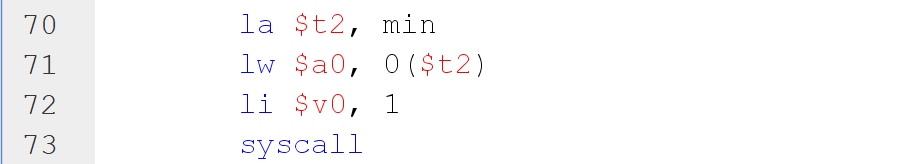 70 la $t2, min
71 lw $a0, 0($t2)
72 li $v0, 1
73 syscall